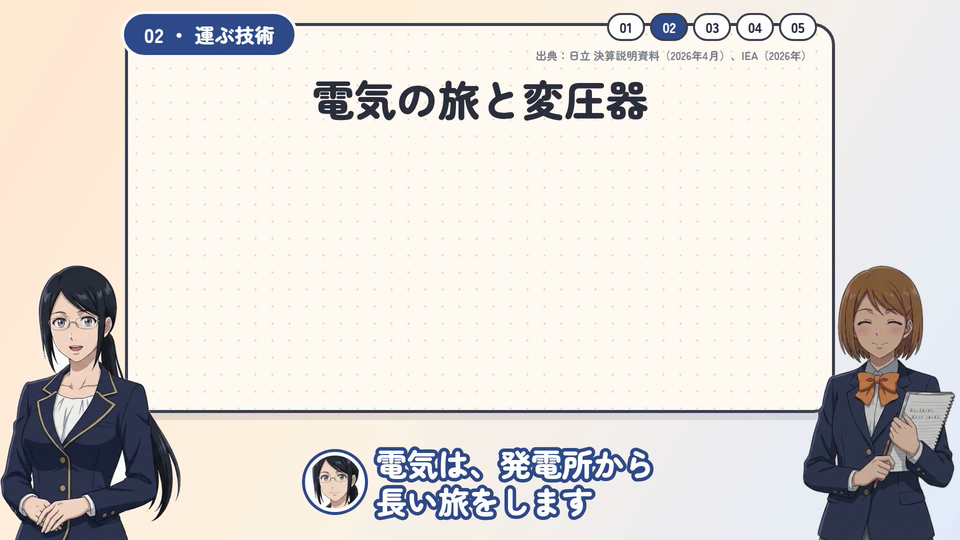 02 ・ 運ぶ技術
01 02 03 04 05
出典：日立 決算説明資料（2026年4月）、IEA（2026年）
電気の旅と変圧器
電気は、発電所から
長い旅をします